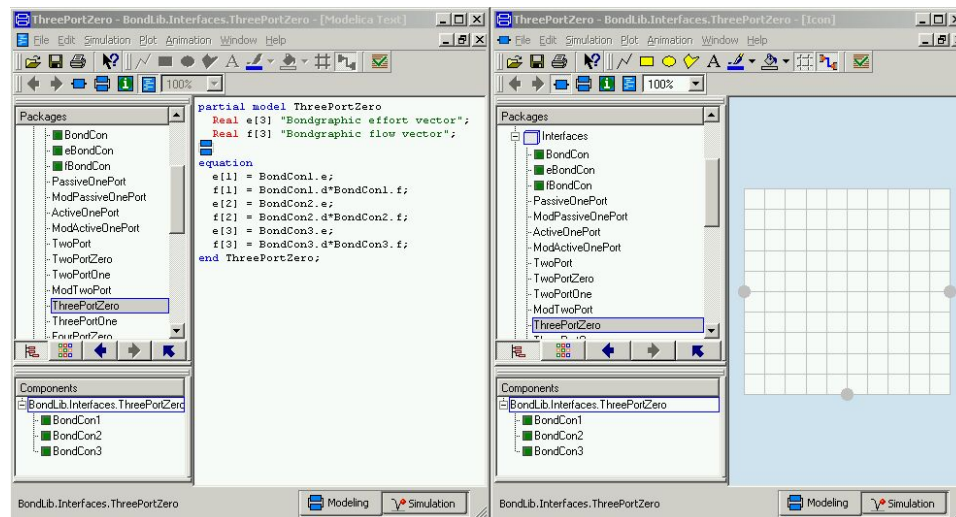 ThreePortZero - BondLib.Interfaces.ThreePortZero - [Modelica Text]
File Edit Simulation Plot Animation Window Help
100%
Packages
BondCon
eBondCon
fBondCon
PassiveOnePort
ModPassiveOnePort
ActiveOnePort
ModActiveOnePort
TwoPort
TwoPortZero
TwoPortOne
ModTwoPort
ThreePortZero
ThreePortOne
FourPortZero
Components
BondLib.Interfaces.ThreePortZero
BondCon1
BondCon2
BondCon3
partial model ThreePortZero
Real e[3] "Bondgraphic effort vector";
Real f[3] "Bondgraphic flow vector";
equation
e[1] = BondCon1.e;
f[1] = BondCon1.d*BondCon1.f;
e[2] = BondCon2.e;
f[2] = BondCon2.d*BondCon2.f;
e[3] = BondCon3.e;
f[3] = BondCon3.d*BondCon3.f;
end ThreePortZero;
BondLib.Interfaces.ThreePortZero
Modeling
Simulation
ThreePortZero - BondLib.Interfaces.ThreePortZero - [Icon]
File Edit Simulation Plot Animation Window Help
100%
Packages
Interfaces
BondCon
eBondCon
fBondCon
PassiveOnePort
ModPassiveOnePort
ActiveOnePort
ModActiveOnePort
TwoPort
TwoPortZero
TwoPortOne
ModTwoPort
ThreePortZero
Components
BondLib.Interfaces.ThreePortZero
BondCon1
BondCon2
BondCon3
BondLib.Interfaces.ThreePortZero
Modeling
Simulation